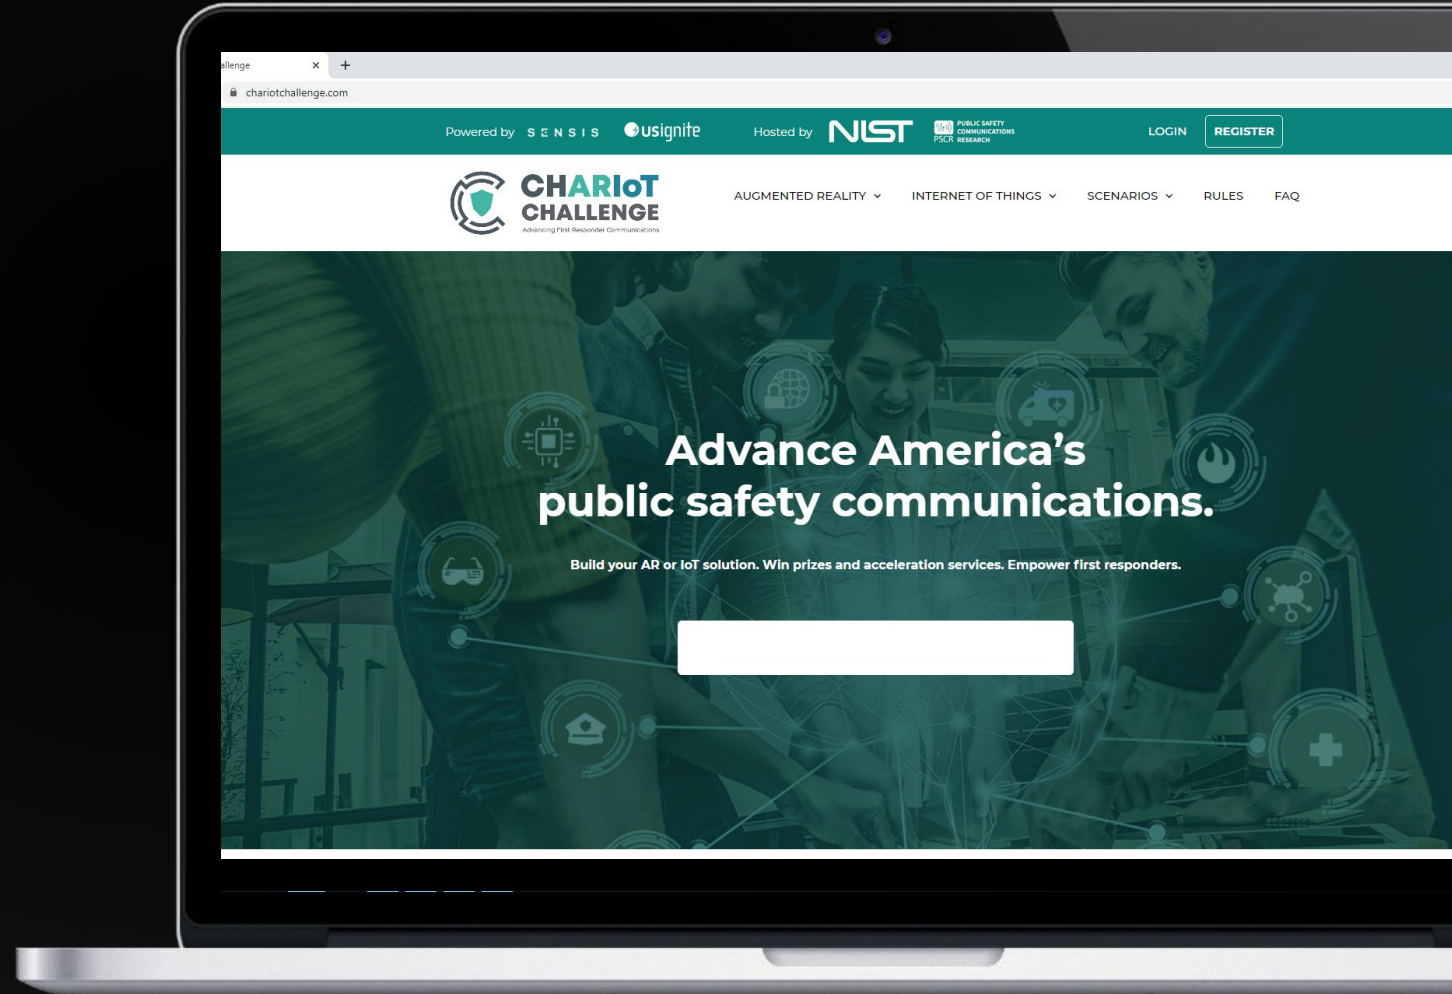 allenge
chariotchallenge.com
Powered by SENSIS usignite Hosted by NIST PSCR PUBLIC SAFETY COMMUNICATIONS RESEARCH LOGIN REGISTER
CHARIoT
CHALLENGE
Advancing First Responder Communications
AUGMENTED REALITY INTERNET OF THINGS SCENARIOS RULES FAQ
Advance America's
public safety communications.
Build your AR or IoT solution. Win prizes and acceleration services. Empower first responders.